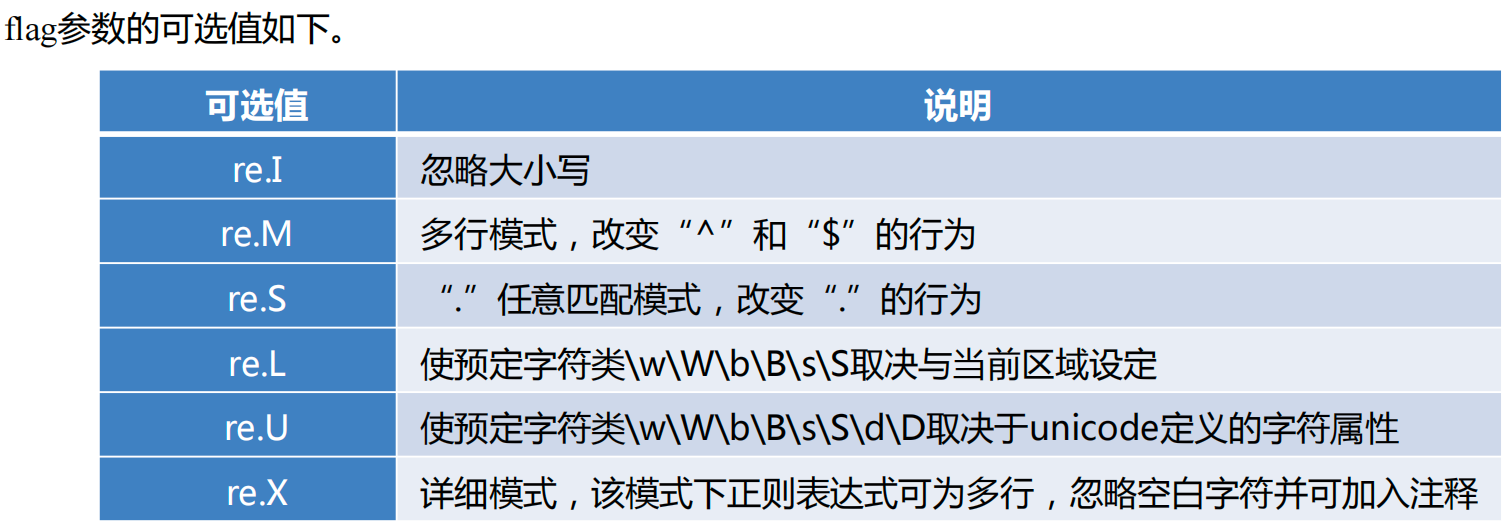 flag参数的可选值如下。
可选值 说明
re.I 忽略大小写
re.M 多行模式，改变“^”和“$”的行为
re.S “.”任意匹配模式，改变“.”的行为
re.L 使预定字符类\w\W\b\B\s\S取决与当前区域设定
re.U 使预定字符类\w\W\b\B\s\S\d\D取决于unicode定义的字符属性
re.X 详细模式，该模式下正则表达式可为多行，忽略空白字符并可加入注释